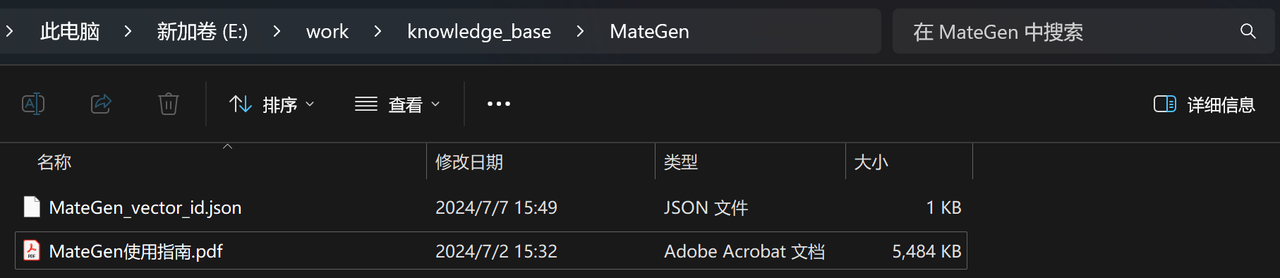 此电脑 新加卷 (E:) work knowledge_base MateGen 在 MateGen 中搜索
排序 查看 详细信息
名称 修改日期 类型 大小
MateGen_vector_id.json 2024/7/7 15:49 JSON 文件 1 KB
MateGen使用指南.pdf 2024/7/2 15:32 Adobe Acrobat 文档 5,484 KB